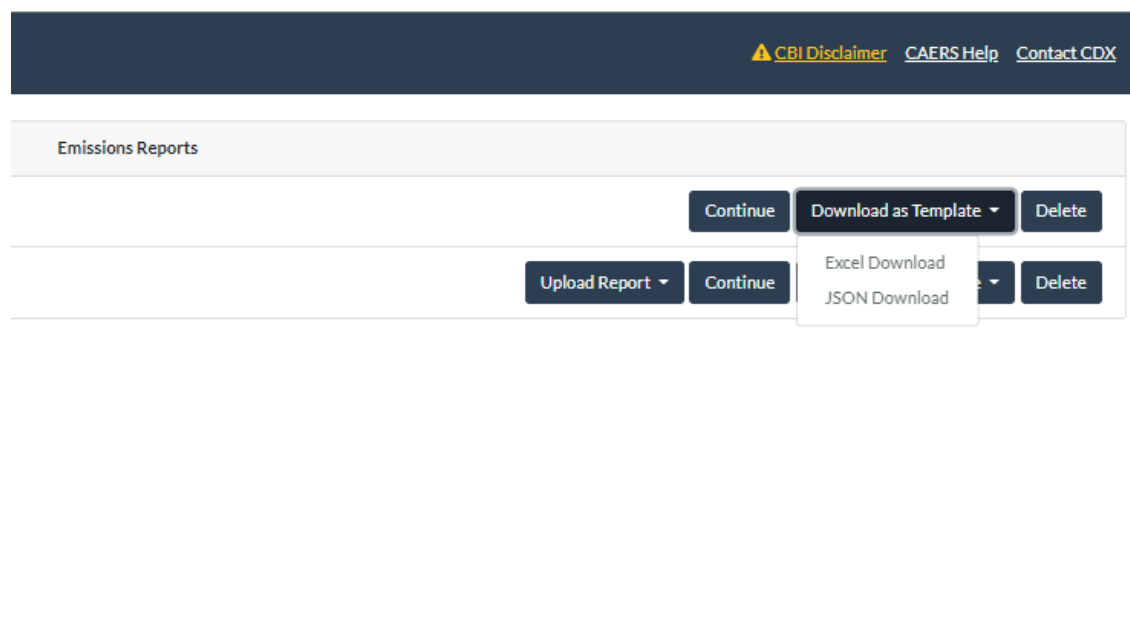 CBI Disclaimer CAERS Help Contact CDX
Emissions Reports
Continue Download as Template Delete
Excel Download
JSON Download
Upload Report Continue Delete